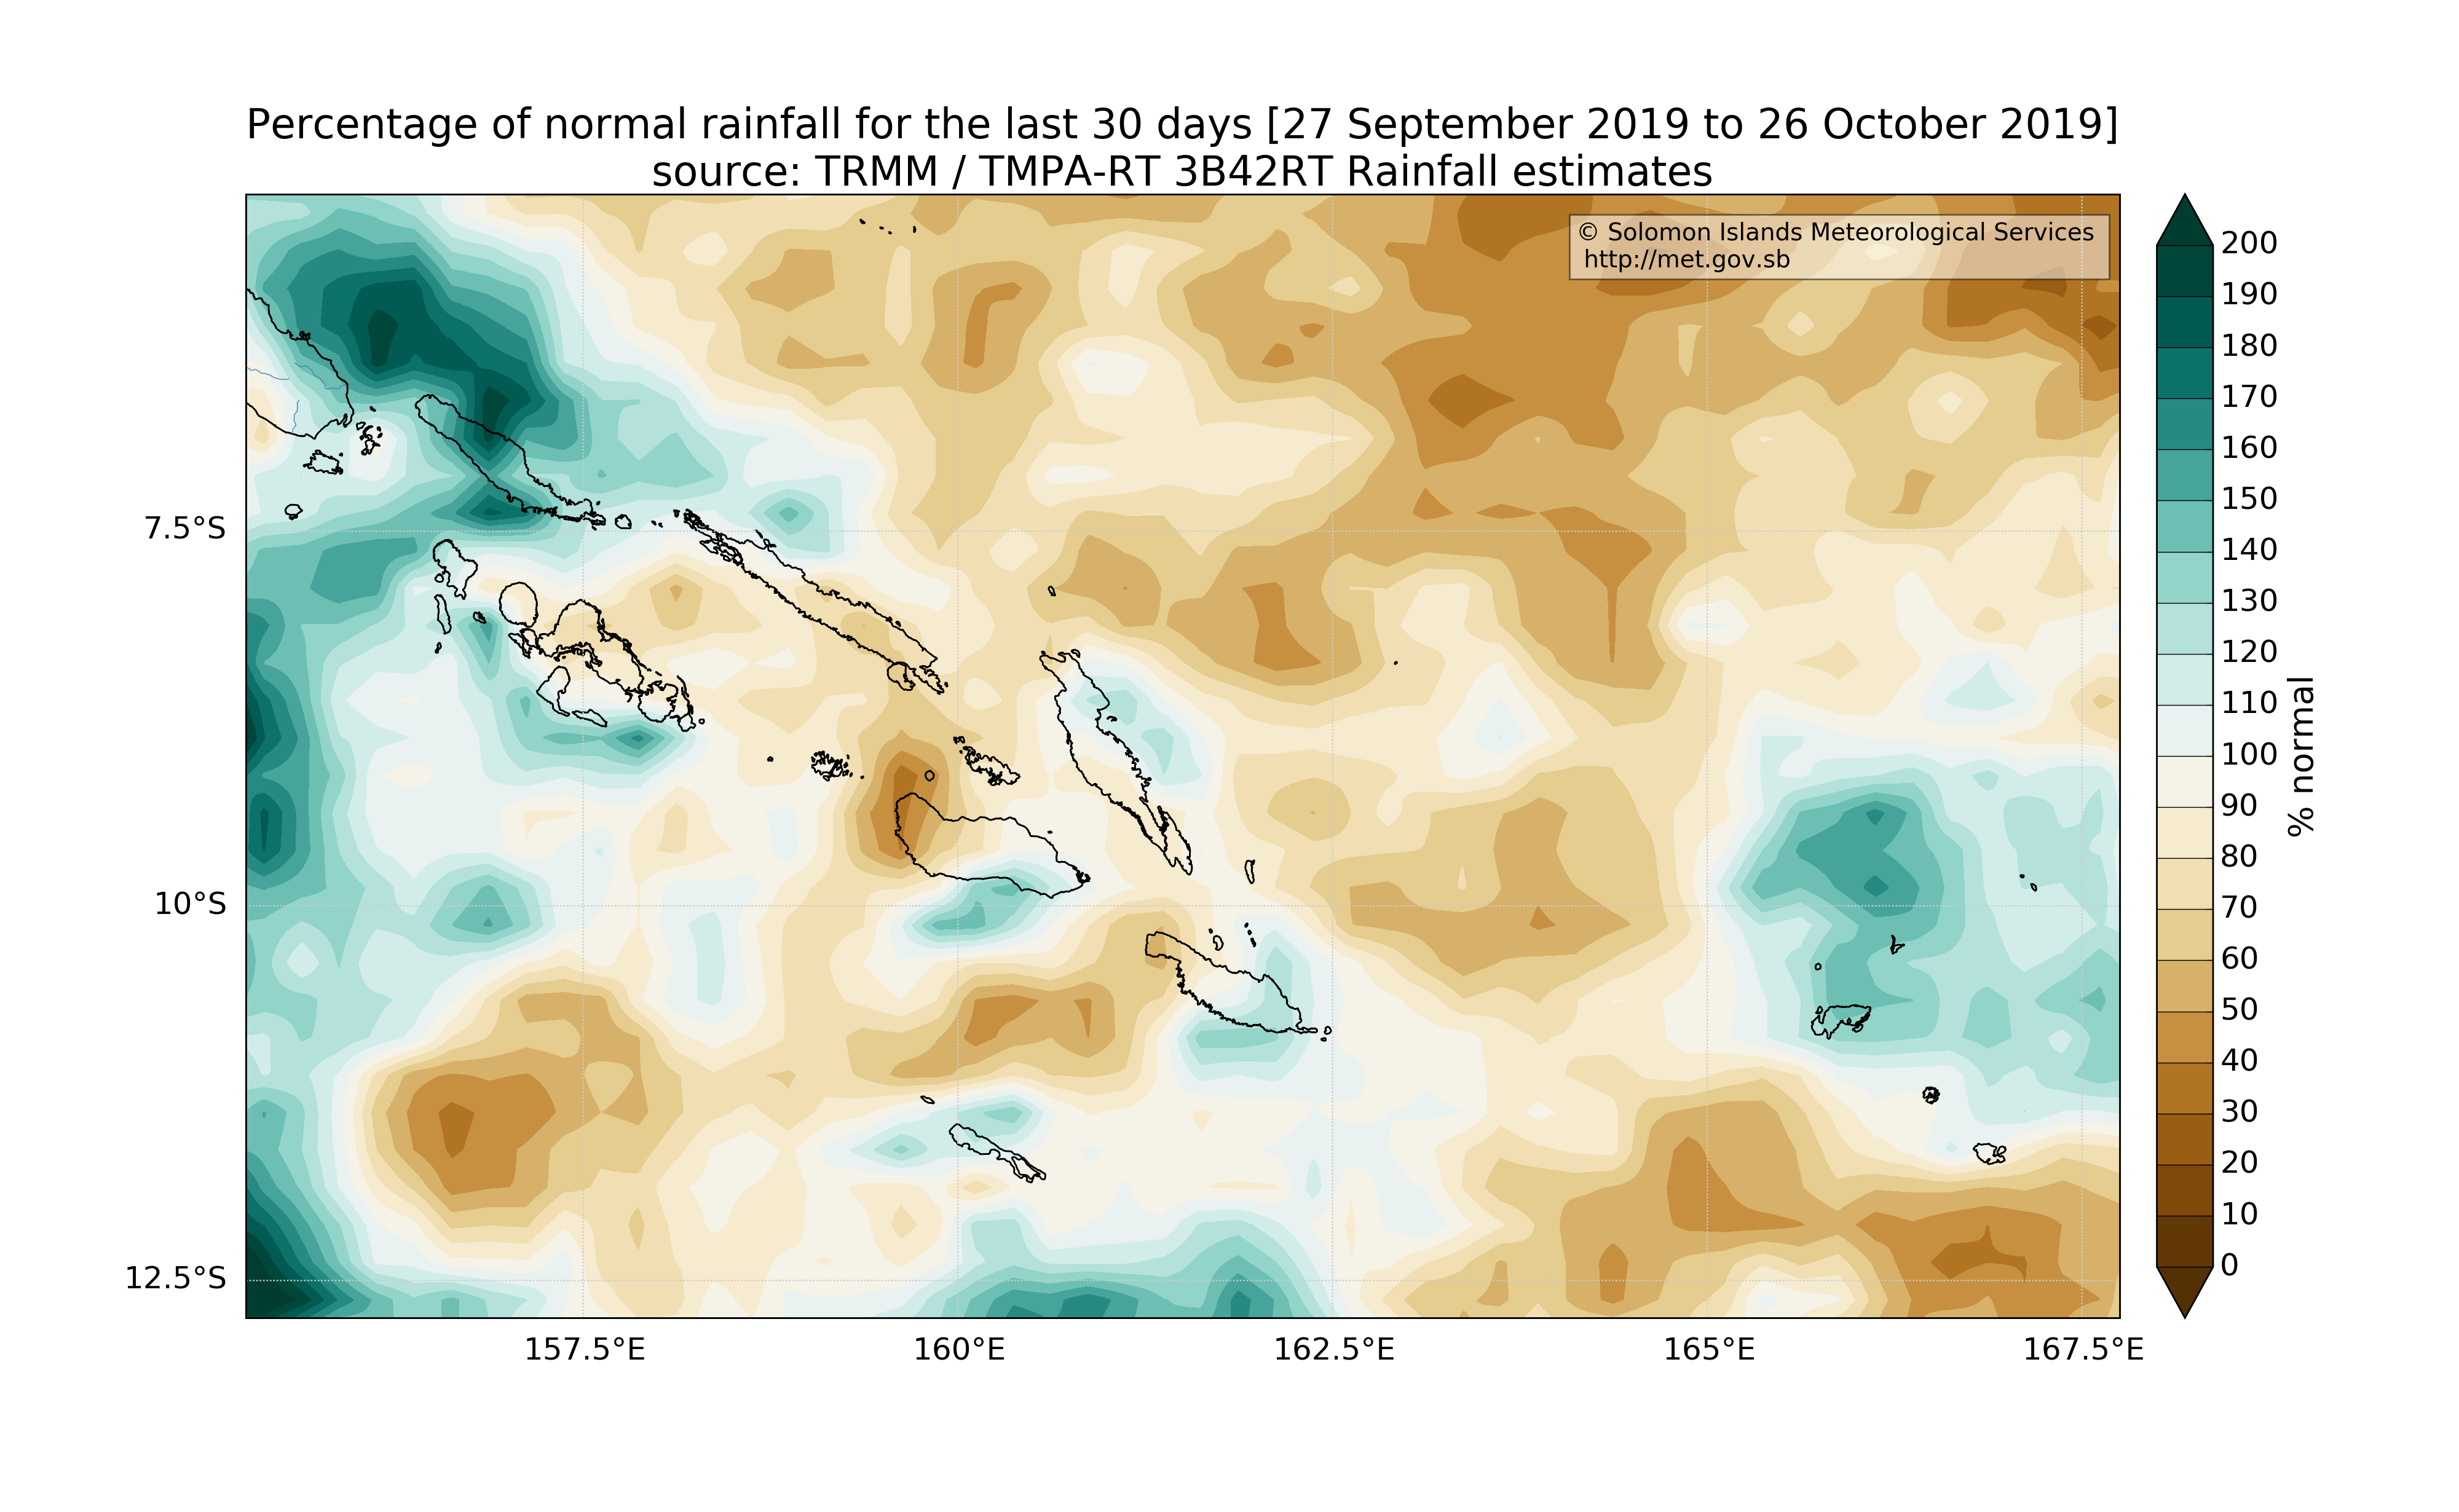 Percentage of normal rainfall for the last 30 days [27 September 2019 to 26 October 2019]
source: TRMM / TMPA-RT 3B42RT Rainfall estimates
© Solomon Islands Meteorological Services
http://met.gov.sb
7.5°S
10°S
12.5°S
157.5°E
160°E
162.5°E
165°E
167.5°E
200
190
180
170
160
150
140
130
120
110
100
90
80
70
60
50
40
30
20
10
0
% normal